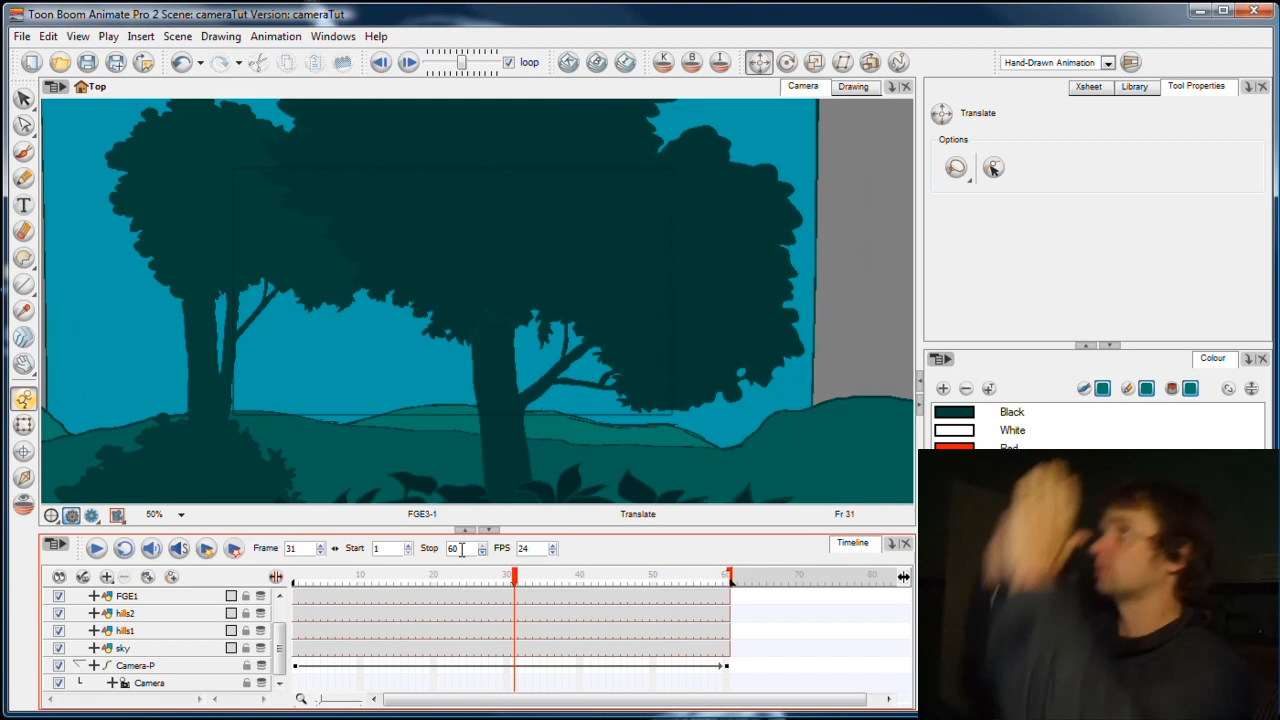 Toon Boom Animate Pro 2 Scene: cameraTut Version: cameraTut
File Edit View Play Insert Scene Drawing Animation Windows Help
loop
Hand-Drawn Animation
Top
Camera Drawing
Xsheet Library Tool Properties
Translate
Options
T
Colour
Black
White
Red
50% FGE3-1 Translate Fr 31
Frame 31 Start 1 Stop 60 FPS 24
Timeline
10 20 30 40 50 60 70 80
FGE1
hills2
hills1
sky
Camera-P
Camera